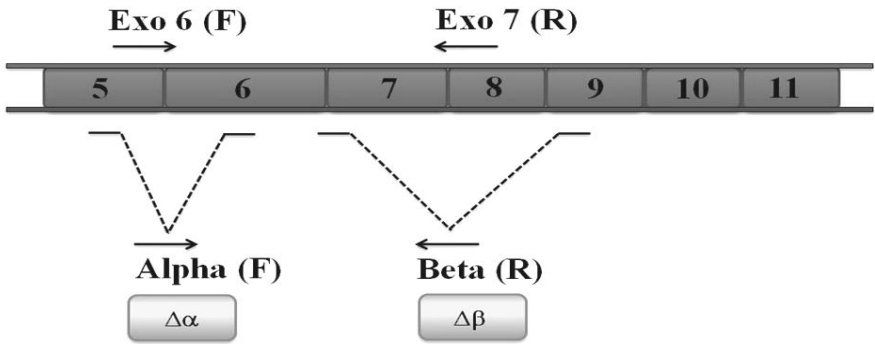 Exo 6 (F) Exo 7 (R)
5 6 7 8 9 10 11
Alpha (F) Beta (R)
Δα Δβ